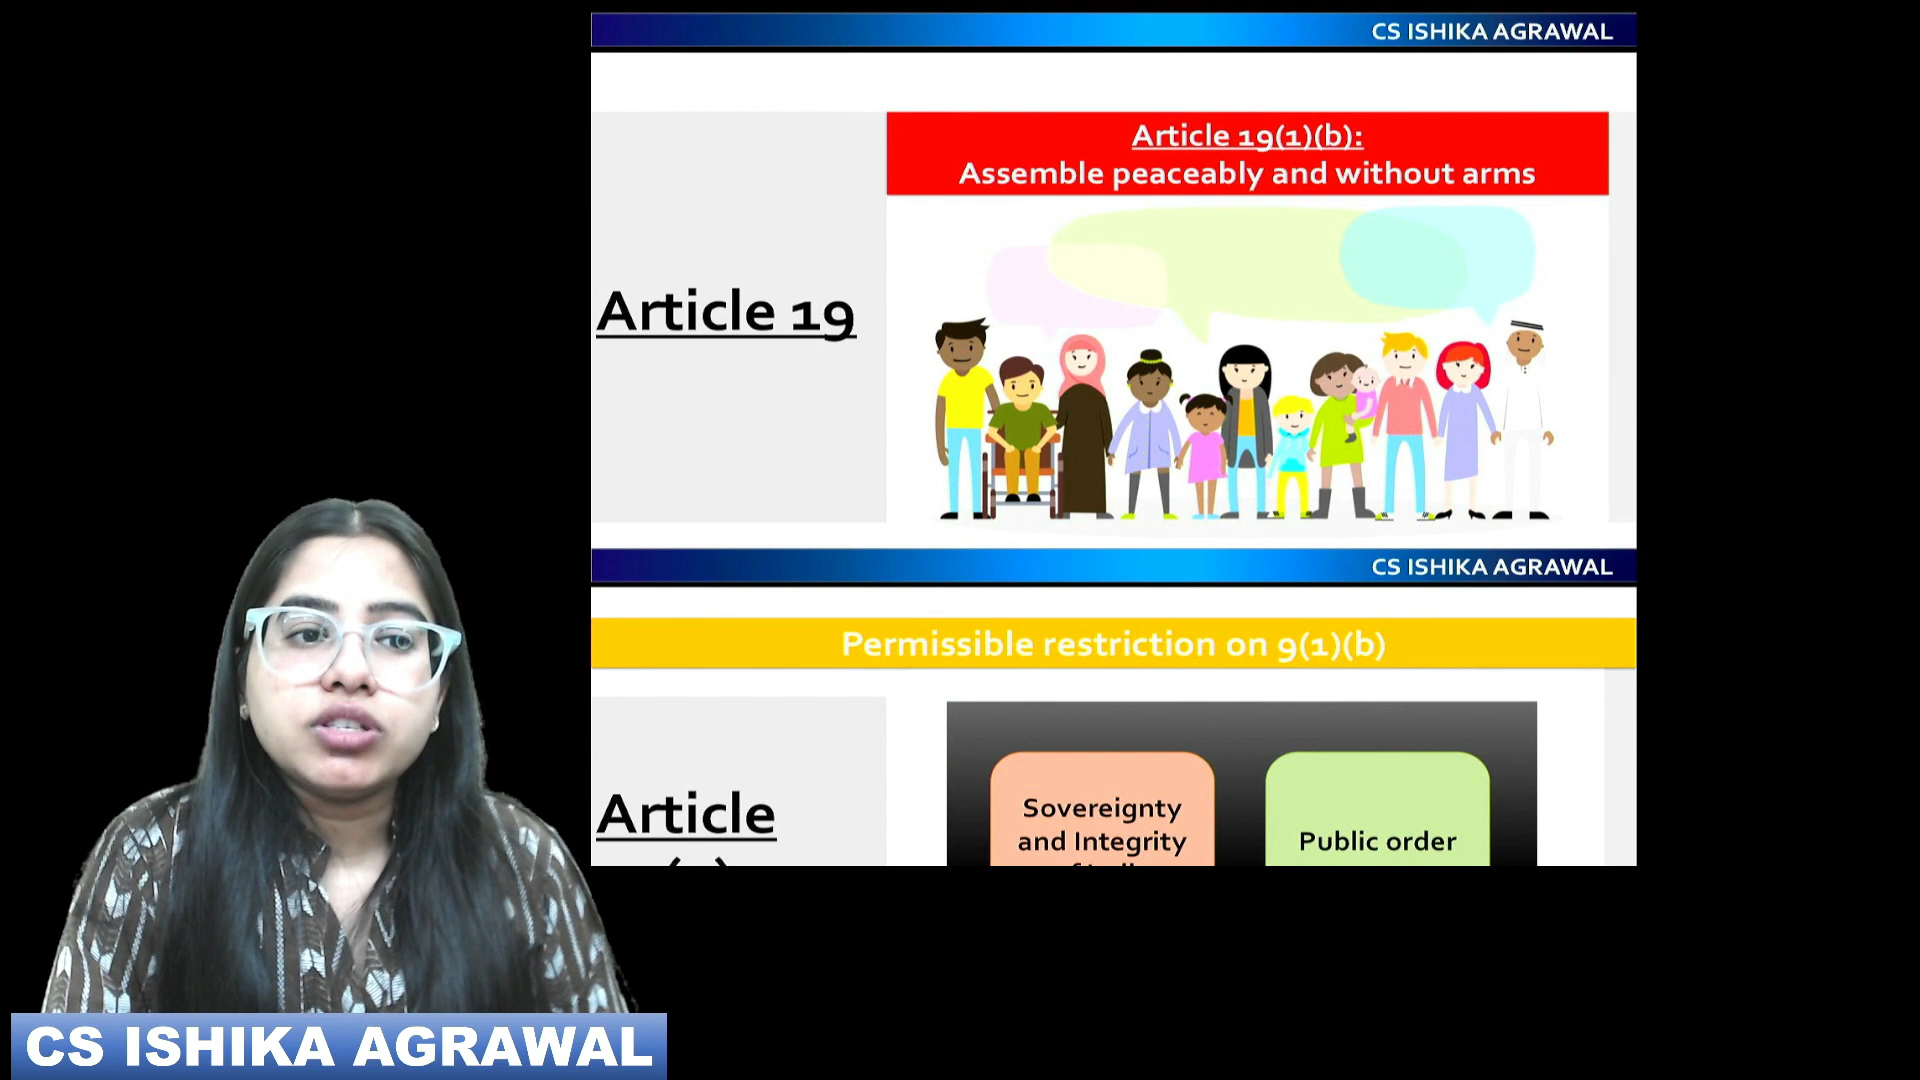 CS ISHIKA AGRAWAL
Article 19(1)(b):
Assemble peaceably and without arms
Article 19
CS ISHIKA AGRAWAL
Permissible restriction on 9(1)(b)
Article
Sovereignty
and Integrity
Public order
CS ISHIKA AGRAWAL